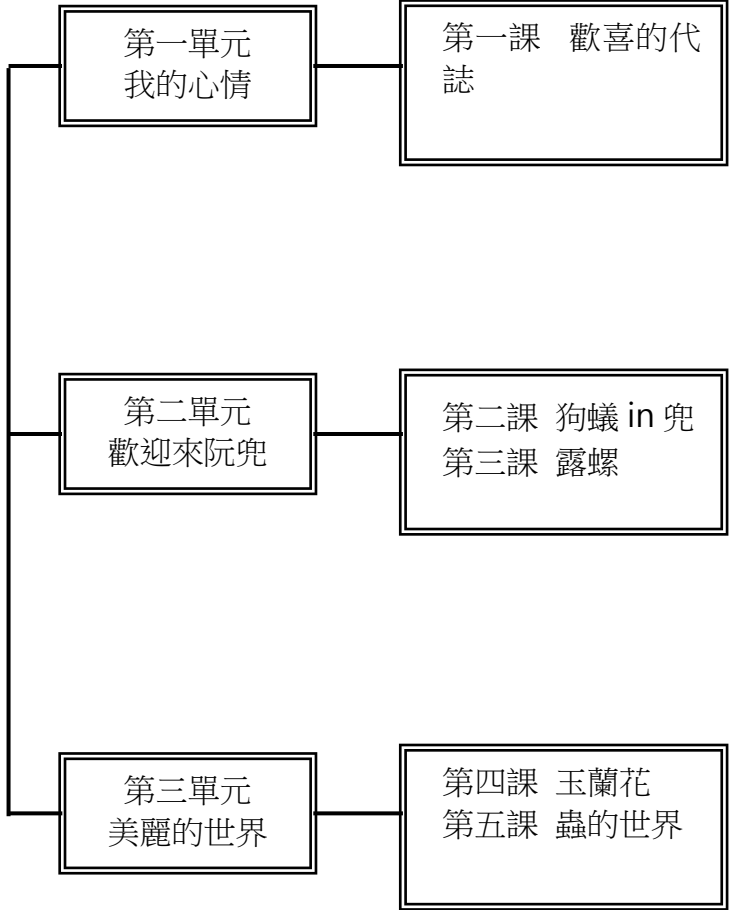 第一單元
我的心情
第一課 歡喜的代
誌
第二單元
歡迎來阮兜
第二課 狗蟻 in 兜
第三課 露螺
第三單元
美麗的世界
第四課 玉蘭花
第五課 蟲的世界